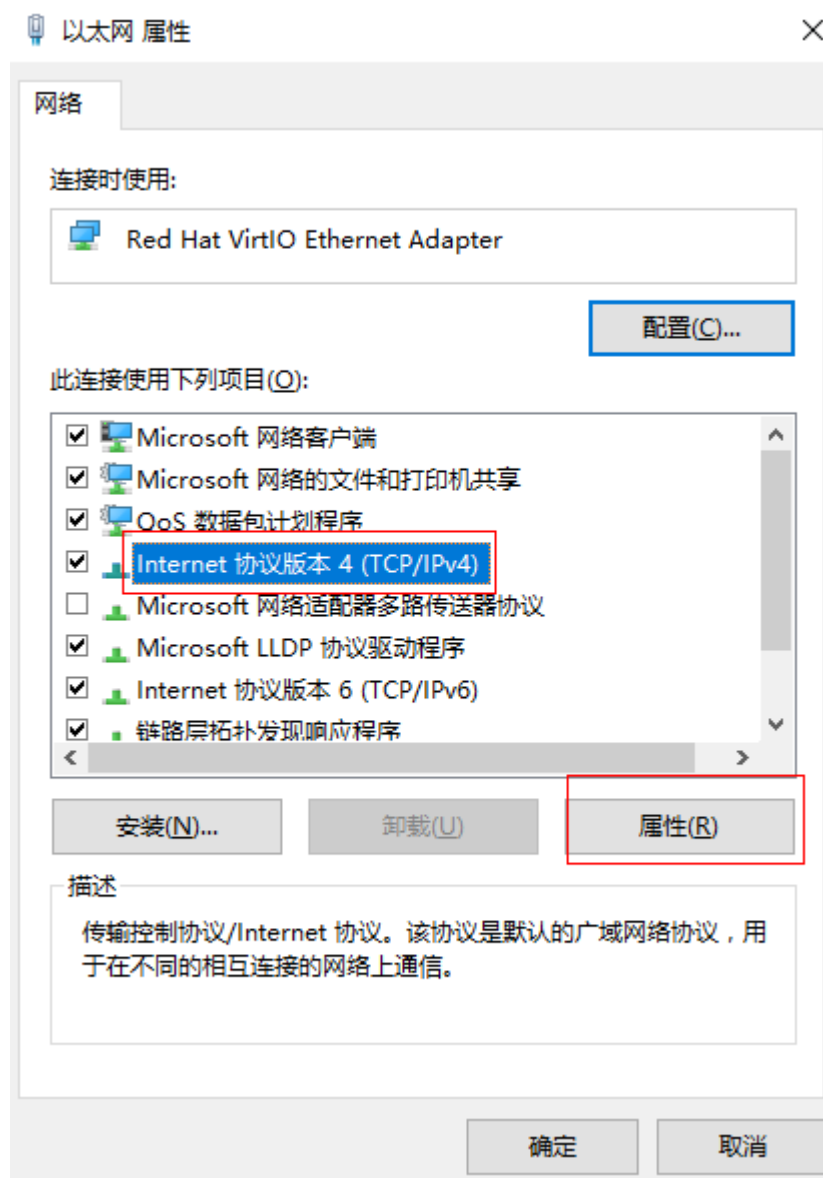 以太网 属性
网络
连接时使用:
Red Hat VirtIO Ethernet Adapter
配置(C)...
此连接使用下列项目(O):
Microsoft 网络客户端
Microsoft 网络的文件和打印机共享
QoS 数据包计划程序
Internet 协议版本 4 (TCP/IPv4)
Microsoft 网络适配器多路传送器协议
Microsoft LLDP 协议驱动程序
Internet 协议版本 6 (TCP/IPv6)
链路层拓扑发现响应程序
安装(N)...
卸载(U)
属性(R)
描述
传输控制协议/Internet 协议。该协议是默认的广域网络协议，用
于在不同的相互连接的网络上通信。
确定
取消